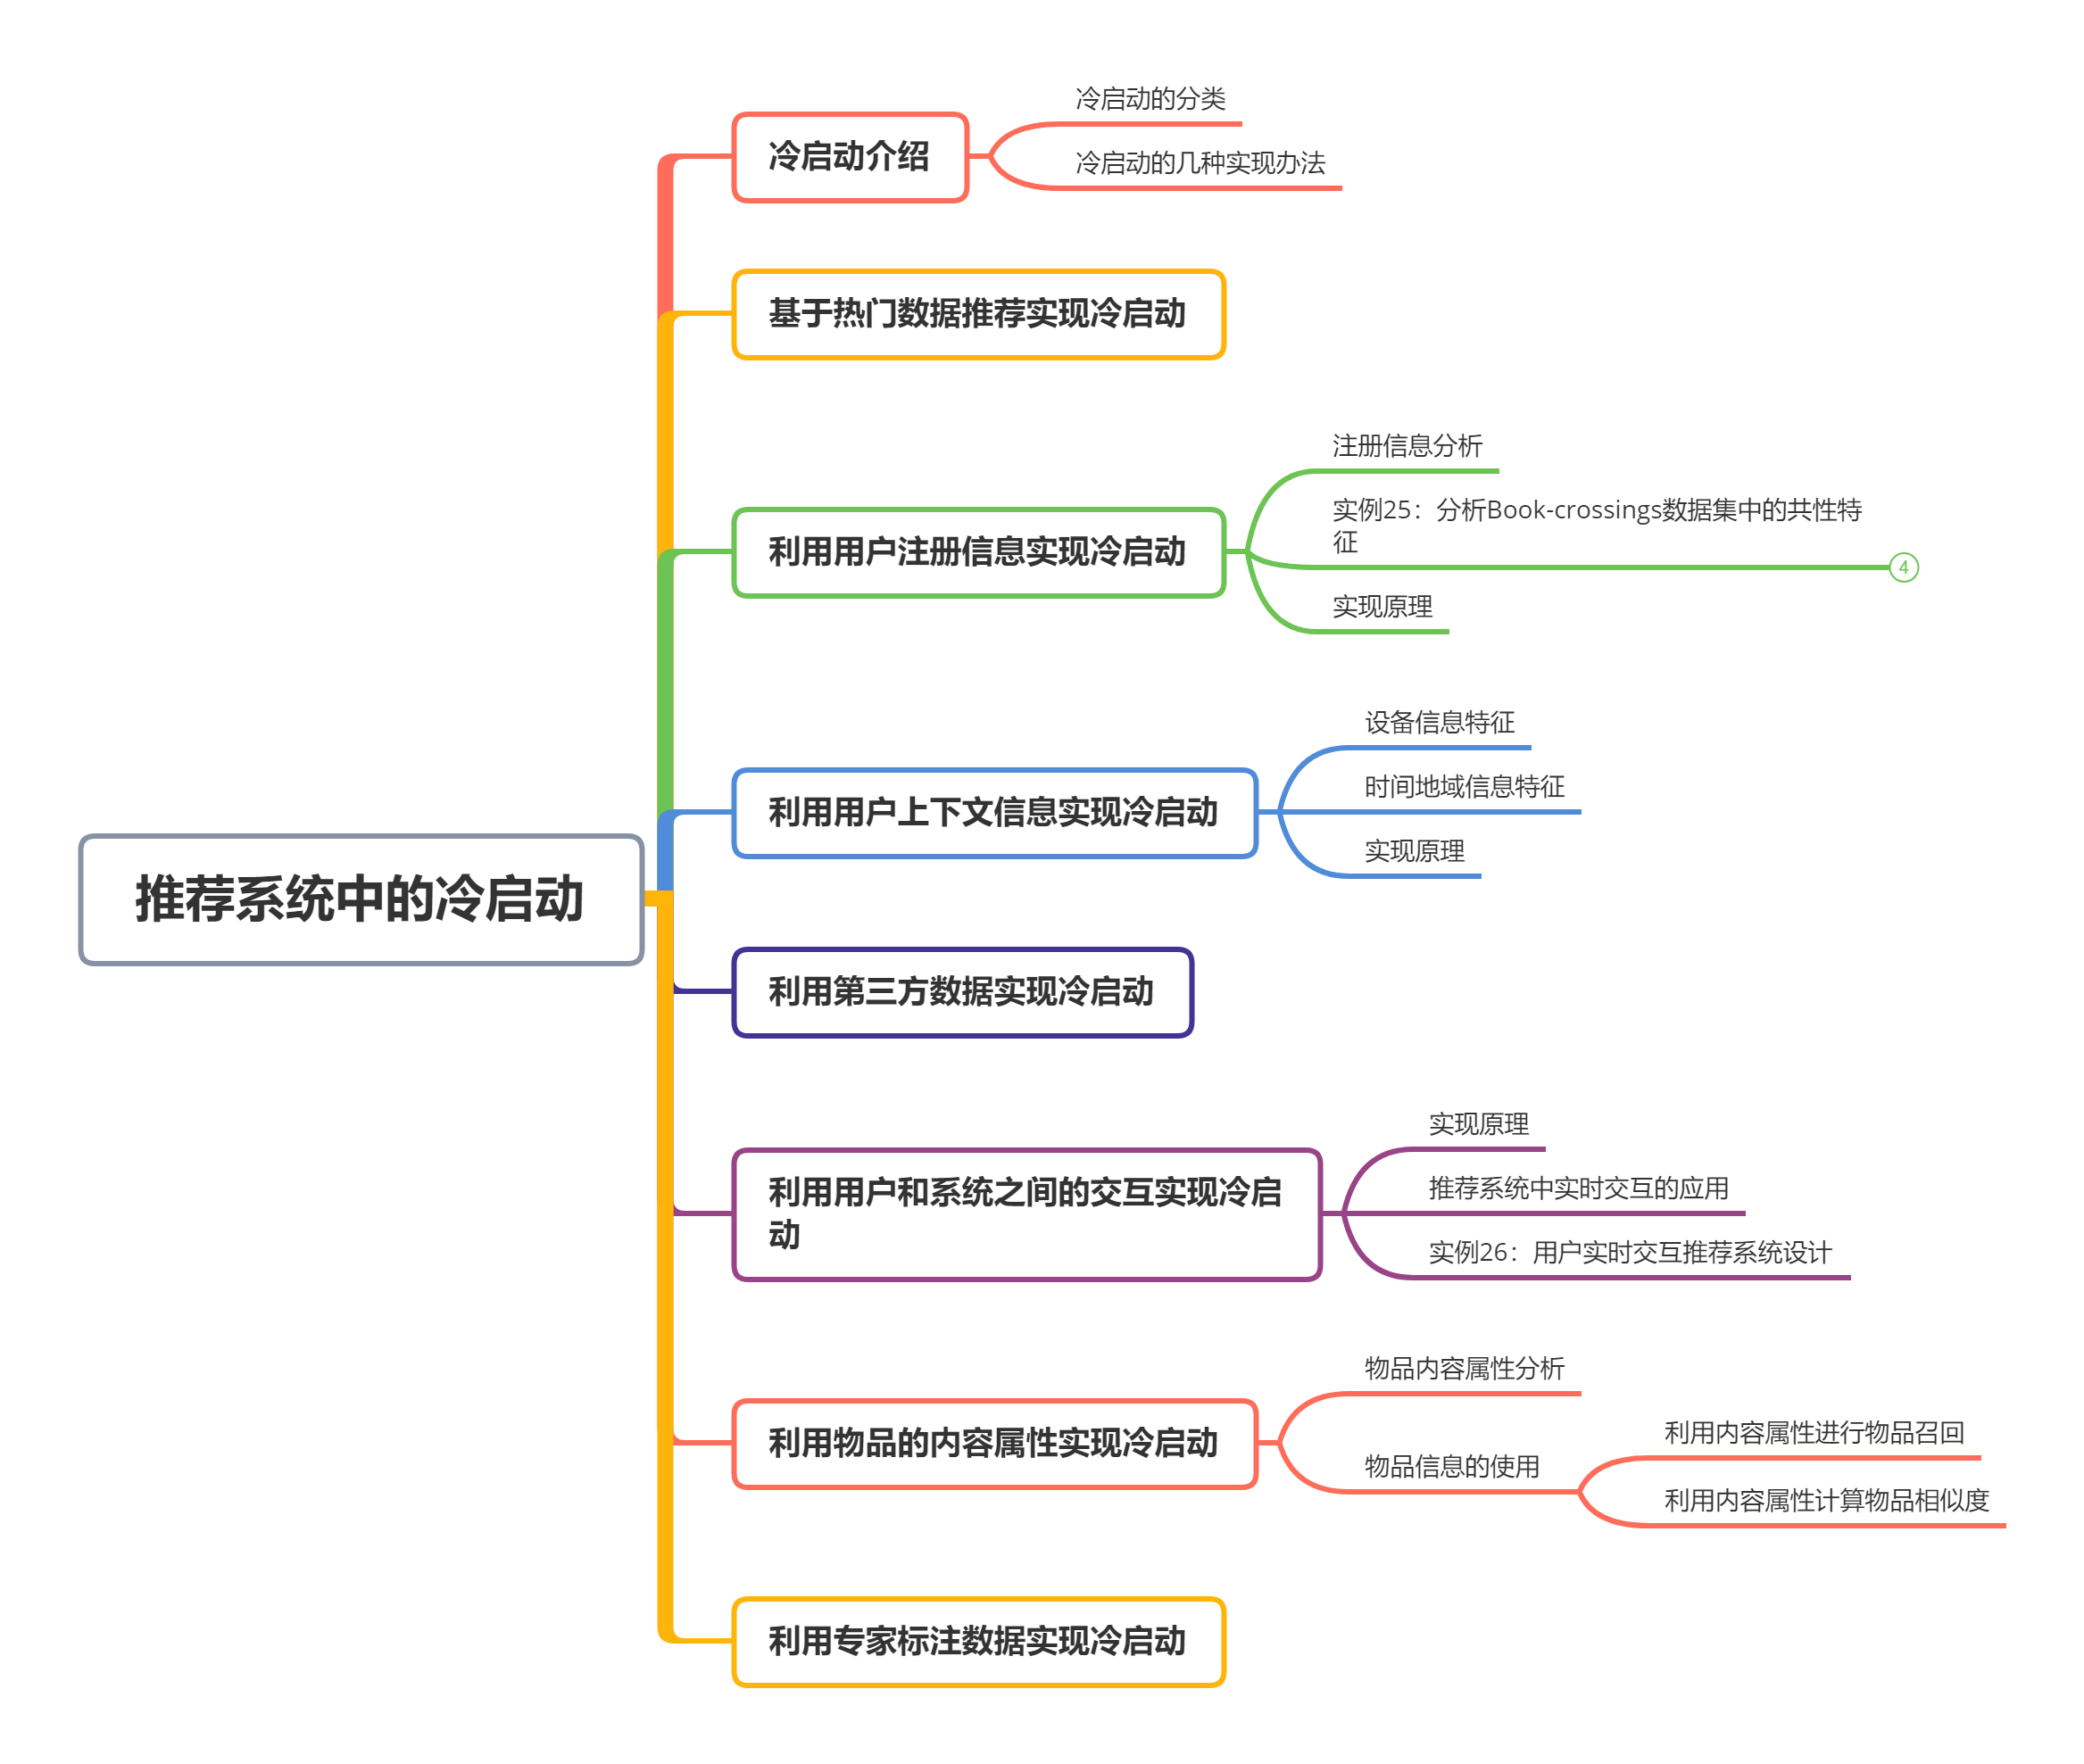 冷启动的分类
冷启动介绍
冷启动的几种实现办法
基于热门数据推荐实现冷启动
注册信息分析
实例25：分析Book-crossings数据集中的共性特
征
4
利用用户注册信息实现冷启动
实现原理
设备信息特征
时间地域信息特征
利用用户上下文信息实现冷启动
实现原理
推荐系统中的冷启动
利用第三方数据实现冷启动
实现原理
推荐系统中实时交互的应用
利用用户和系统之间的交互实现冷启
动
实例26：用户实时交互推荐系统设计
物品内容属性分析
利用物品的内容属性实现冷启动
利用内容属性进行物品召回
物品信息的使用
利用内容属性计算物品相似度
利用专家标注数据实现冷启动